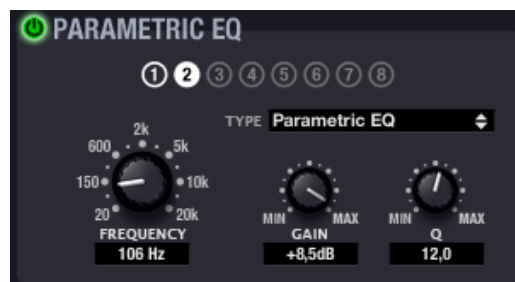 PARAMETRIC EQ
1 2 3 4 5 6 7 8
TYPE Parametric EQ
2k
600 5k
150 10k
20 20k
FREQUENCY
106 Hz
MIN MAX
GAIN
+8,5dB
MIN MAX
Q
12,0